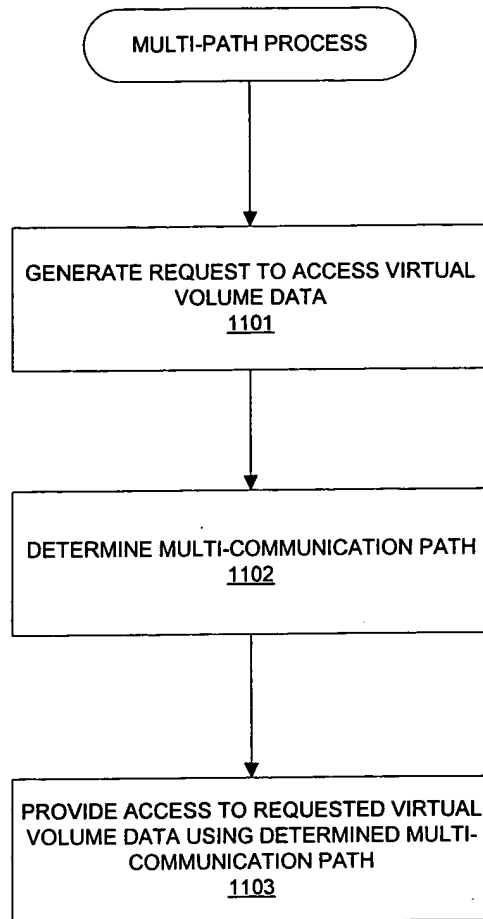 MULTI-PATH PROCESS
GENERATE REQUEST TO ACCESS VIRTUAL
VOLUME DATA
1101
DETERMINE MULTI-COMMUNICATION PATH
1102
PROVIDE ACCESS TO REQUESTED VIRTUAL
VOLUME DATA USING DETERMINED MULTI-
COMMUNICATION PATH
1103